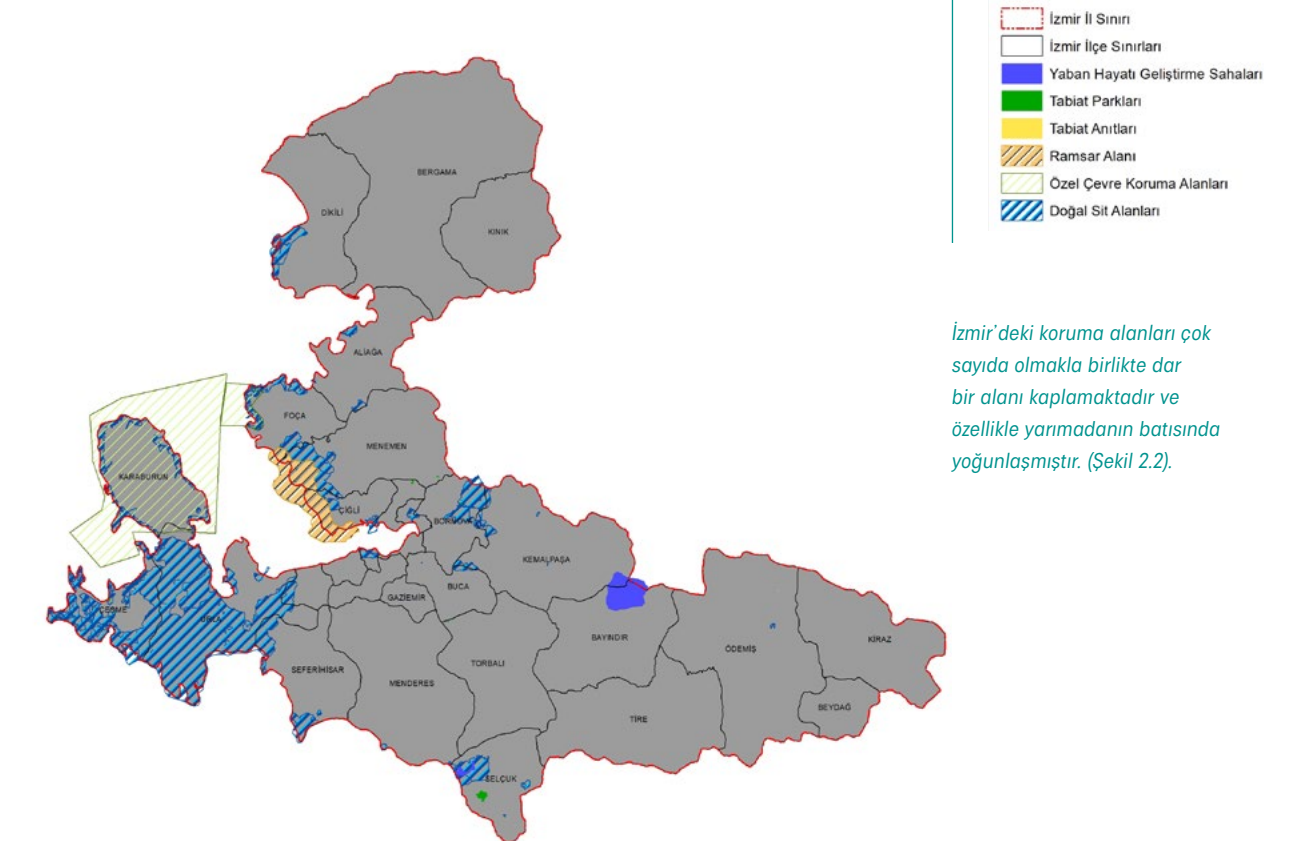 İzmir İl Sınırı
İzmir İlçe Sınırları
Yaban Hayatı Geliştirme Sahaları
Tabiat Parkları
Tabiat Anıtları
Ramsar Alanı
Özel Çevre Koruma Alanları
Doğal Sit Alanları
BERGAMA
DİKİLİ
KINIK
ALİAĞA
FOÇA
MENEMEN
KARABURUN
ÇİĞLİ
BORNOVA
KEMALPAŞA
BUCA
GAZİEMİR
ÇEŞME
URLA
BAYINDIR
ÖDEMİŞ
KİRAZ
SEFERİHİSAR
MENDERES
TORBALI
BEYDAĞ
TİRE
SELÇUK
İzmir'deki koruma alanları çok
sayıda olmakla birlikte dar
bir alanı kaplamaktadır ve
özellikle yarımadanın batısında
yoğunlaşmıştır. (Şekil 2.2).